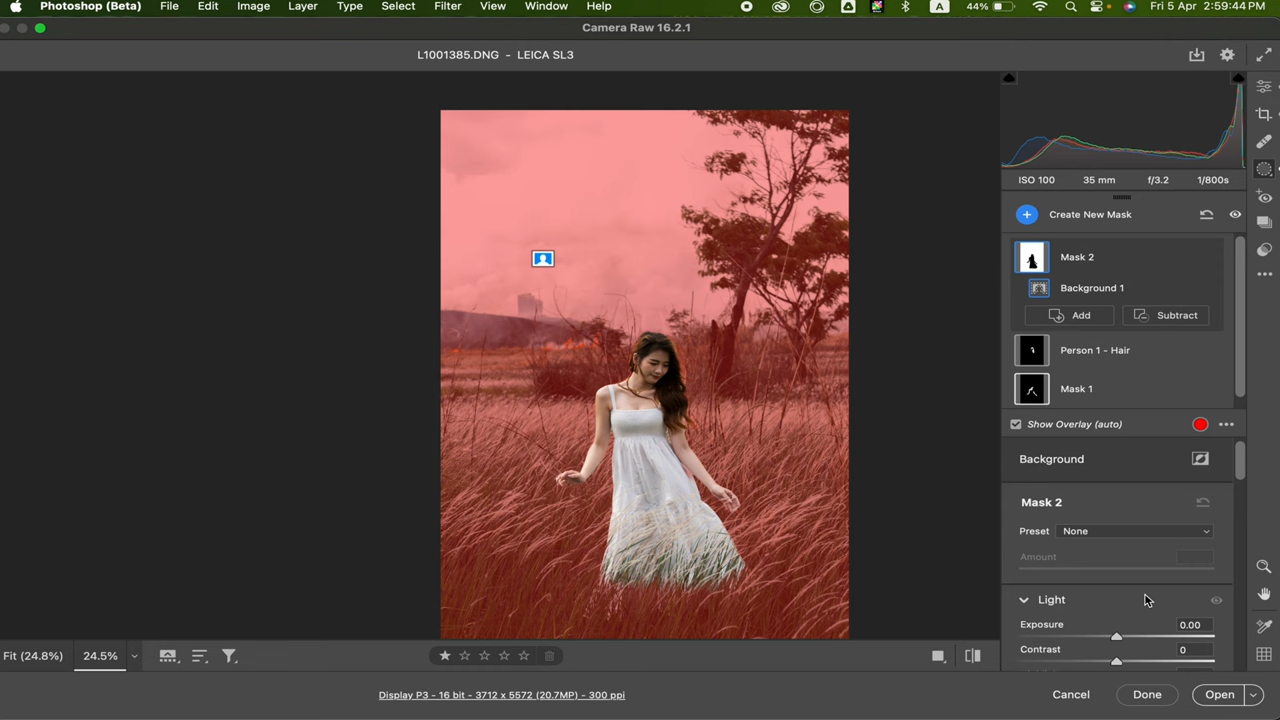 Photoshop (Beta) File Edit Image Layer Type Select Filter View Window Help A 44% Fri 5 Apr 2:59:44 PM
Camera Raw 16.2.1
L1001385.DNG - LEICA SL3
ISO 100 35 mm f/3.2 1/800s
Create New Mask
Mask 2
Background 1
Add Subtract
Person 1 - Hair
Mask 1
Show Overlay (auto)
Background
Mask 2
Preset None
Amount
Light
Exposure 0.00
Contrast 0
Fit (24.8%) 24.5%
Display P3 - 16 bit - 3712 x 5572 (20.7MP) - 300 ppi
Cancel Done Open